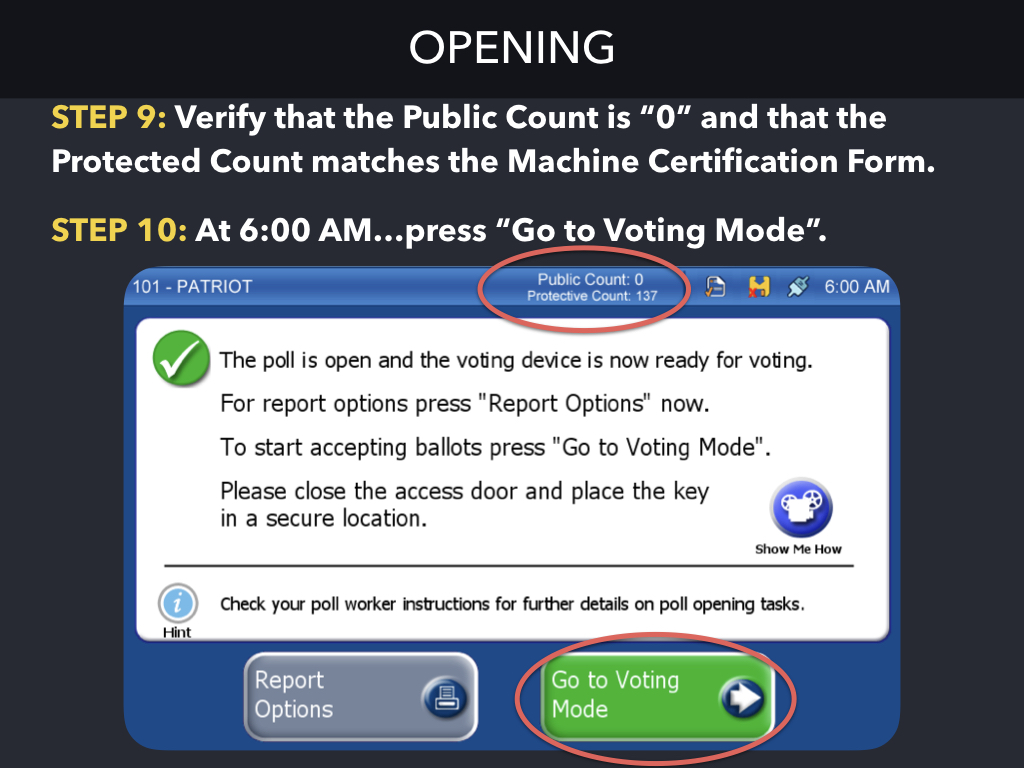 OPENING
STEP 9: Verify that the Public Count is “0” and that the
Protected Count matches the Machine Certification Form.
STEP 10: At 6:00 AM...press “Go to Voting Mode”.
101 - PATRIOT
Public Count: 0
Protective Count: 137
6:00 AM
The poll is open and the voting device is now ready for voting.
For report options press "Report Options" now.
To start accepting ballots press "Go to Voting Mode".
Please close the access door and place the key
in a secure location.
Show Me How
Check your poll worker instructions for further details on poll opening tasks.
Hint
Report
Options
Go to Voting
Mode